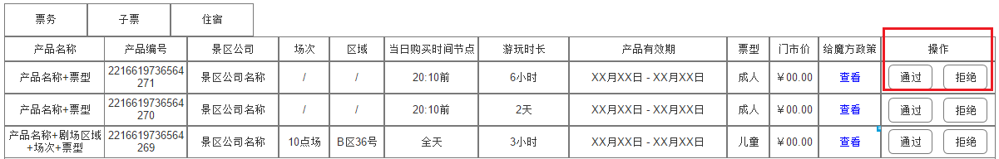 票务 子票 住宿
产品名称 产品编号 景区公司 场次 区域 当日购买时间节点 游玩时长 产品有效期 票型 门市价 给魔方政策 操作
产品名称+票型 2216619736564
271 景区公司名称 / / 20:10前 6小时 XX月XX日 - XX月XX日 成人 ￥00.00 查看 通过 拒绝
产品名称+票型 2216619736564
270 景区公司名称 / / 20:10前 2天 XX月XX日 - XX月XX日 成人 ￥00.00 查看 通过 拒绝
产品名称+剧场区域
+场次+票型 2216619736564
269 景区公司名称 10点场 B区36号 全天 3小时 XX月XX日 - XX月XX日 儿童 ￥00.00 查看 通过 拒绝